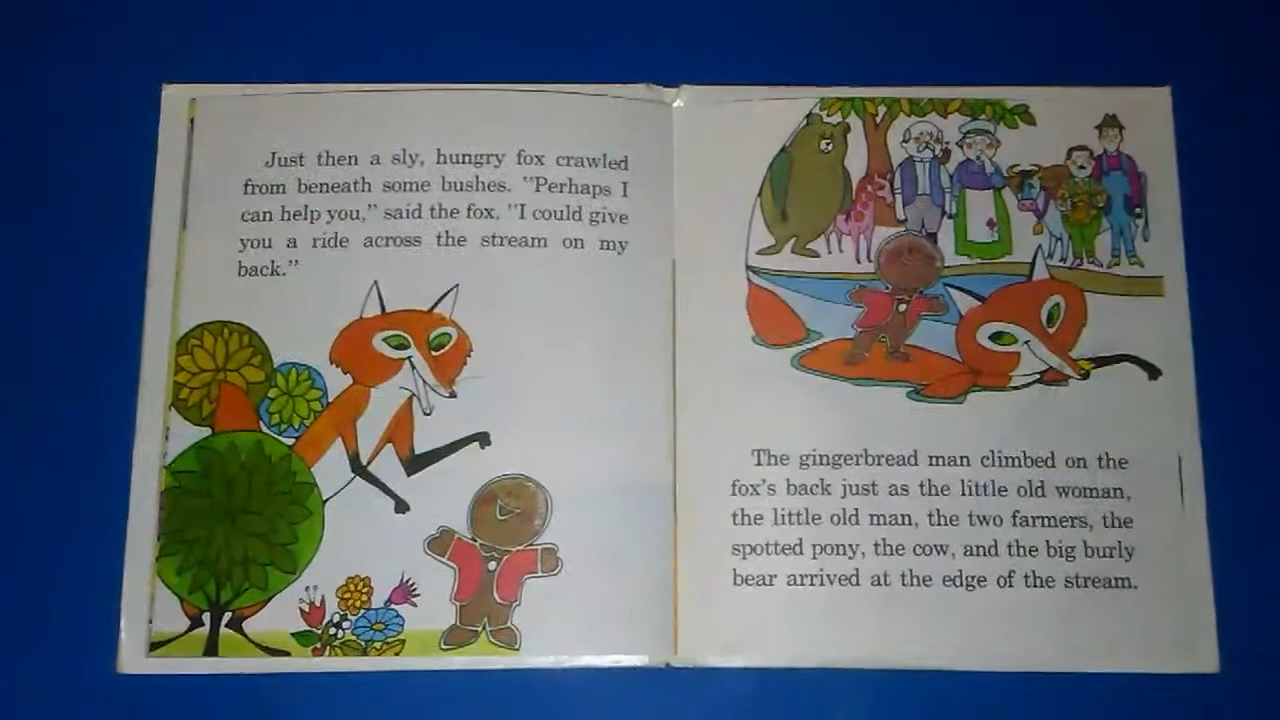 Just then a sly, hungry fox crawled
from beneath some bushes. "Perhaps I
can help you," said the fox. "I could give
you a ride across the stream on my
back."
The gingerbread man climbed on the
fox's back just as the little old woman,
the little old man, the two farmers, the
spotted pony, the cow, and the big burly
bear arrived at the edge of the stream.